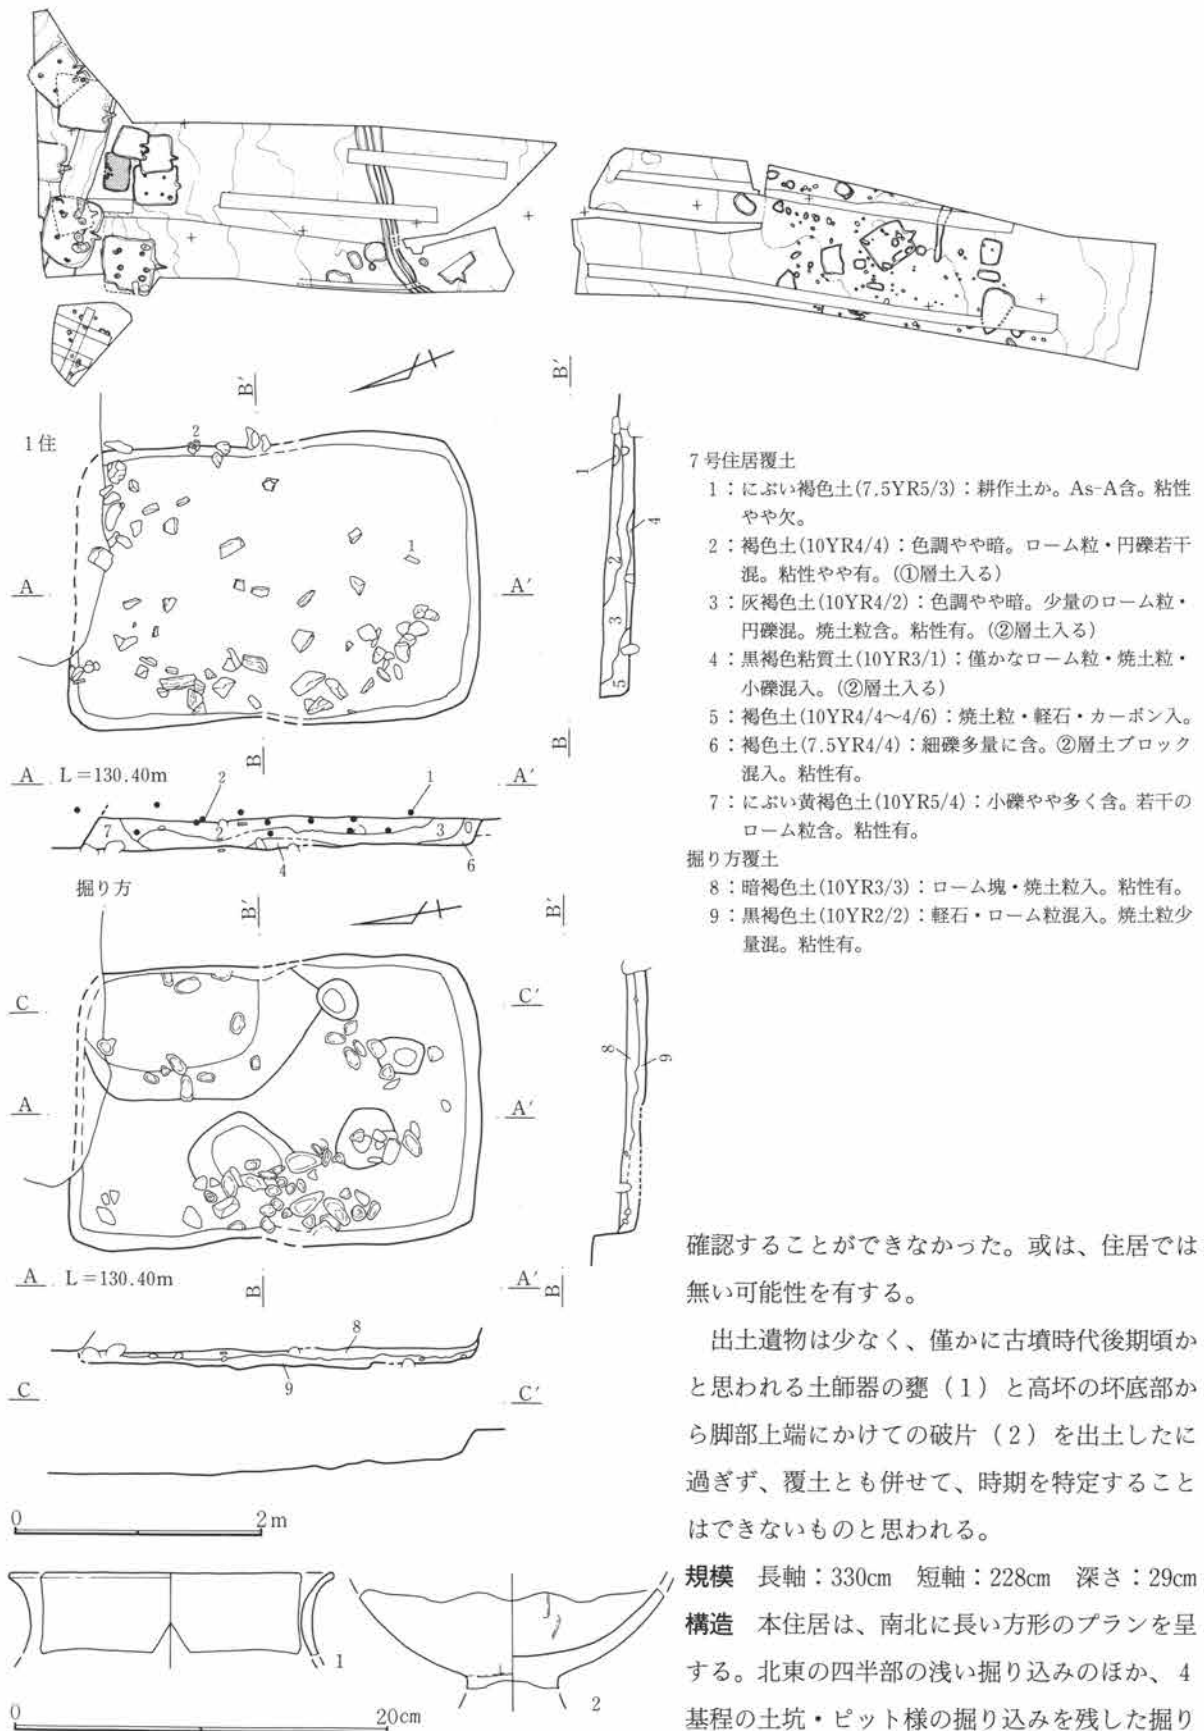 1住
2
B′
B′
1
A
A′
1
2
3
4
5
B
B
A L=130.40m
2
1
A′
7
2
3
4
6
掘り方
B′
B′
C
C′
8
9
A
A′
A L=130.40m
B
A′
B
8
9
C
C′
0 2m
1
2
0 20cm
7号住居覆土
1：にぶい褐色土(7.5YR5/3)：耕作土か。As-A含。粘性
やや欠。
2：褐色土(10YR4/4)：色調やや暗。ローム粒・円礫若干
混。粘性やや有。(①層土入る)
3：灰褐色土(10YR4/2)：色調やや暗。少量のローム粒・
円礫混。焼土粒含。粘性有。(②層土入る)
4：黒褐色粘質土(10YR3/1)：僅かなローム粒・焼土粒・
小礫混入。(②層土入る)
5：褐色土(10YR4/4〜4/6)：焼土粒・軽石・カーボン入。
6：褐色土(7.5YR4/4)：細礫多量に含。②層土ブロック
混入。粘性有。
7：にぶい黄褐色土(10YR5/4)：小礫やや多く含。若干の
ローム粒含。粘性有。
掘り方覆土
8：暗褐色土(10YR3/3)：ローム塊・焼土粒入。粘性有。
9：黒褐色土(10YR2/2)：軽石・ローム粒混入。焼土粒少
量混。粘性有。
確認することができなかった。或は、住居では
無い可能性を有する。
出土遺物は少なく、僅かに古墳時代後期頃か
と思われる土師器の甕（1）と高坏の坏底部か
ら脚部上端にかけての破片（2）を出土したに
過ぎず、覆土とも併せて、時期を特定すること
はできないものと思われる。
規模　長軸：330cm　短軸：228cm　深さ：29cm
構造　本住居は、南北に長い方形のプランを呈
する。北東の四半部の浅い掘り込みのほか、4
基程の土坑・ピット様の掘り込みを残した掘り